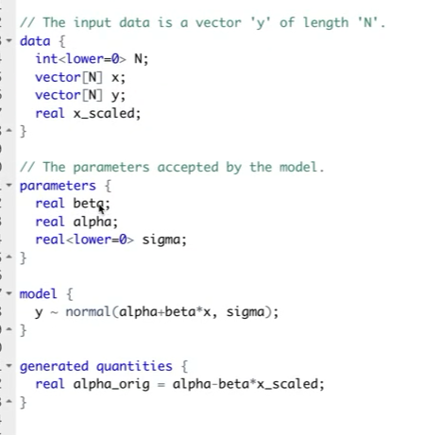 // The input data is a vector 'y' of length 'N'.
data {
int<lower=0> N;
vector[N] x;
vector[N] y;
real x_scaled;
}
// The parameters accepted by the model.
parameters {
real beta;
real alpha;
real<lower=0> sigma;
}
model {
y ~ normal(alpha+beta*x, sigma);
}
generated quantities {
real alpha_orig = alpha-beta*x_scaled;
}